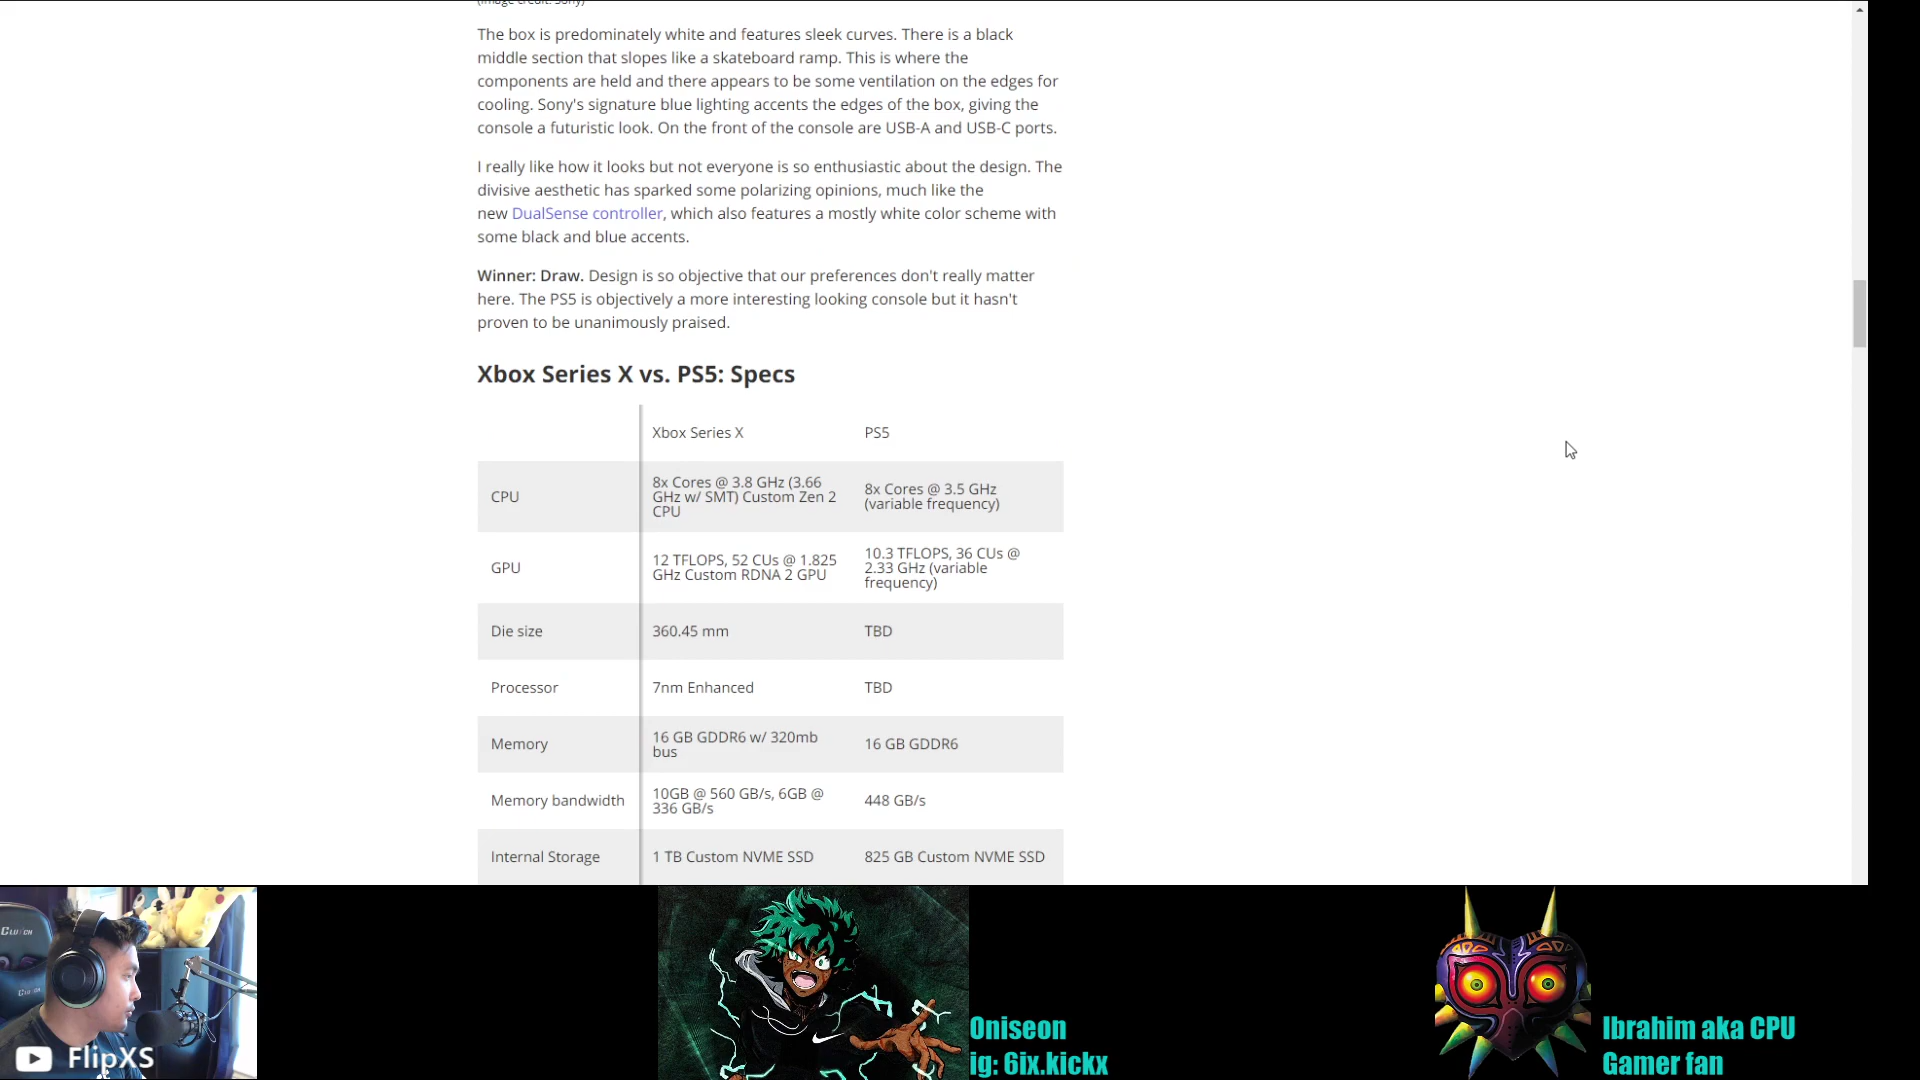 (Image credit: Sony)
The box is predominately white and features sleek curves. There is a black
middle section that slopes like a skateboard ramp. This is where the
components are held and there appears to be some ventilation on the edges for
cooling. Sony's signature blue lighting accents the edges of the box, giving the
console a futuristic look. On the front of the console are USB-A and USB-C ports.
I really like how it looks but not everyone is so enthusiastic about the design. The
divisive aesthetic has sparked some polarizing opinions, much like the
new DualSense controller, which also features a mostly white color scheme with
some black and blue accents.
Winner: Draw. Design is so objective that our preferences don't really matter
here. The PS5 is objectively a more interesting looking console but it hasn't
proven to be unanimously praised.
Xbox Series X vs. PS5: Specs
Xbox Series X PS5
CPU
8x Cores @ 3.8 GHz (3.66
GHz w/ SMT) Custom Zen 2
CPU
8x Cores @ 3.5 GHz
(variable frequency)
GPU
12 TFLOPS, 52 CUs @ 1.825
GHz Custom RDNA 2 GPU
10.3 TFLOPS, 36 CUs @
2.33 GHz (variable
frequency)
Die size 360.45 mm TBD
Processor 7nm Enhanced TBD
Memory
16 GB GDDR6 w/ 320mb
bus
16 GB GDDR6
Memory bandwidth
10GB @ 560 GB/s, 6GB @
336 GB/s
448 GB/s
Internal Storage 1 TB Custom NVME SSD 825 GB Custom NVME SSD
CLUTCH
FlipXS
Oniseon
ig: 6ix.kickx
Ibrahim aka CPU
Gamer fan